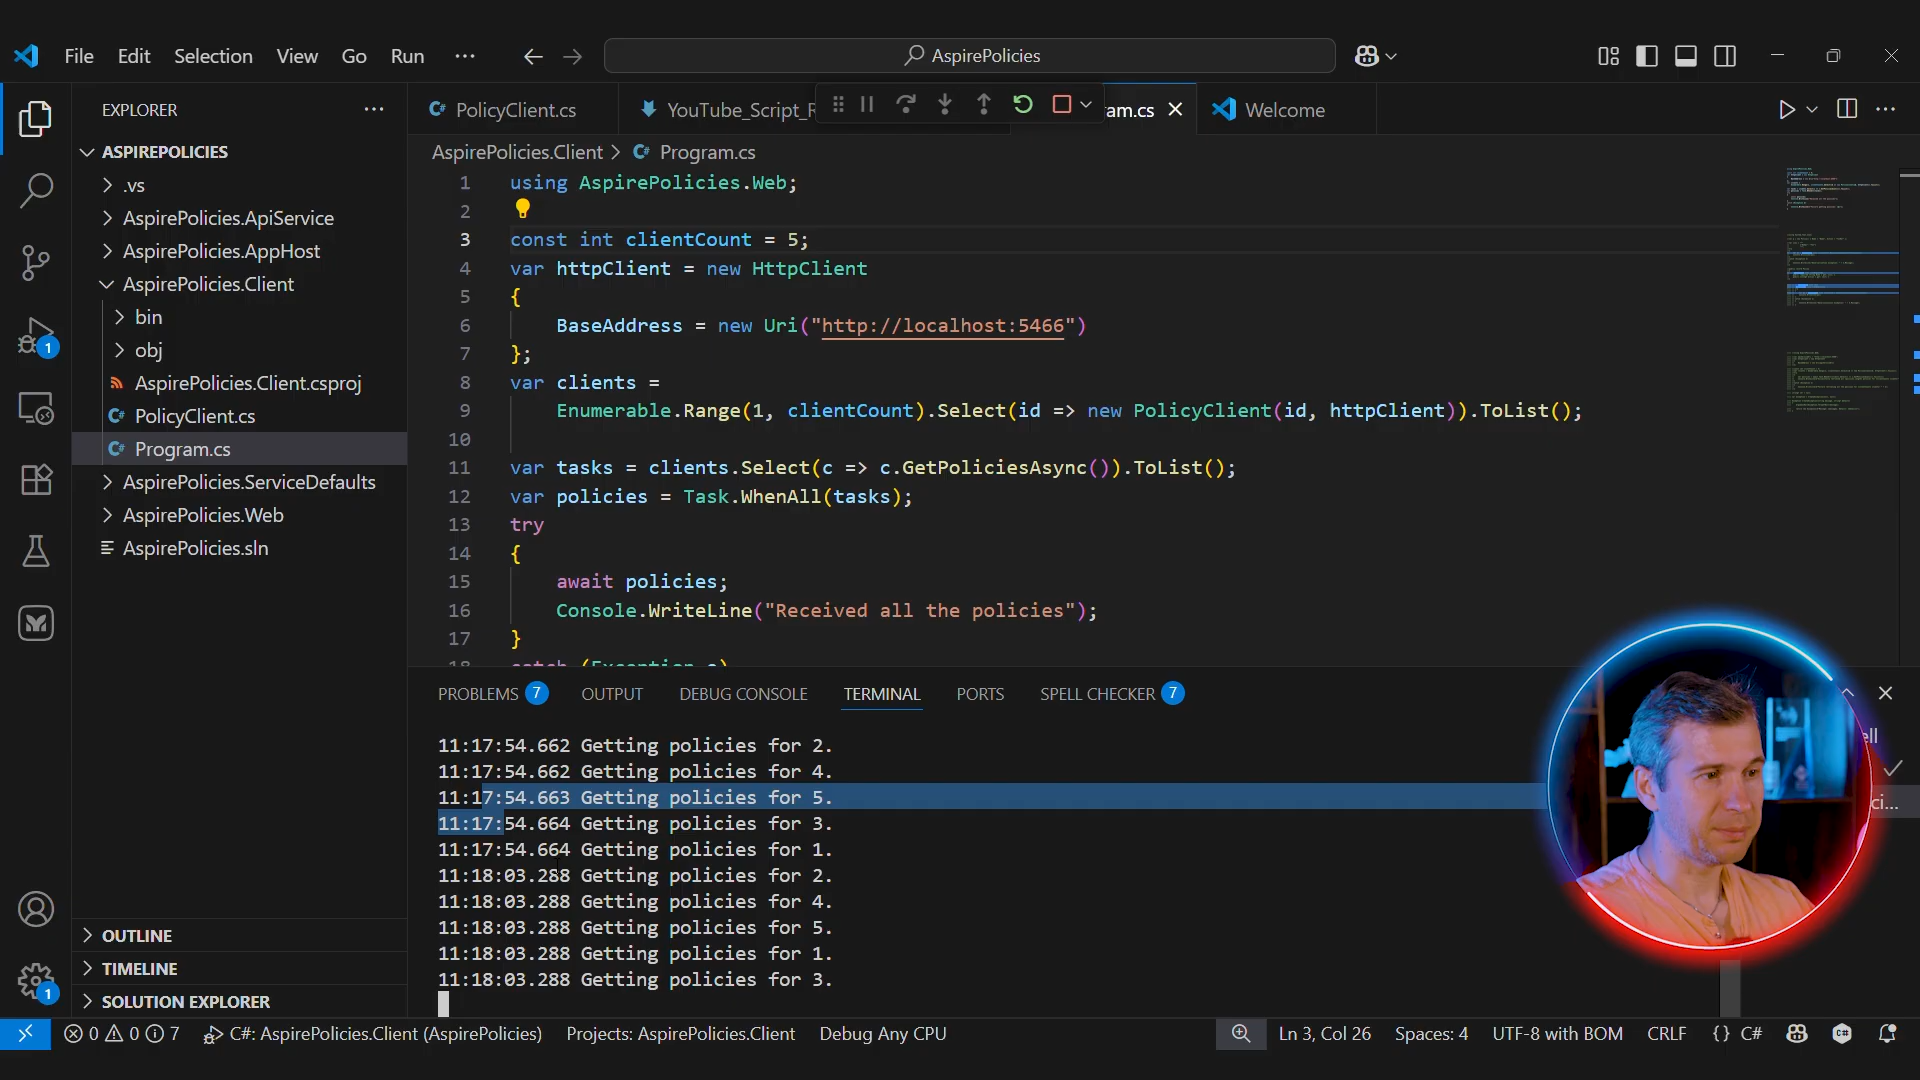 File Edit Selection View Go Run ··· AspirePolicies
EXPLORER
PolicyClient.cs YouTube_Script_R am.cs Welcome
ASPIREPOLICIES
.vs
AspirePolicies.ApiService
AspirePolicies.AppHost
AspirePolicies.Client
bin
obj
AspirePolicies.Client.csproj
PolicyClient.cs
Program.cs
AspirePolicies.ServiceDefaults
AspirePolicies.Web
AspirePolicies.sln
OUTLINE
TIMELINE
SOLUTION EXPLORER
1
1
AspirePolicies.Client > Program.cs
1 using AspirePolicies.Web;
2
3 const int clientCount = 5;
4 var httpClient = new HttpClient
5 {
6 BaseAddress = new Uri("http://localhost:5466")
7 };
8 var clients =
9 Enumerable.Range(1, clientCount).Select(id => new PolicyClient(id, httpClient)).ToList();
10
11 var tasks = clients.Select(c => c.GetPoliciesAsync()).ToList();
12 var policies = Task.WhenAll(tasks);
13 try
14 {
15 await policies;
16 Console.WriteLine("Received all the policies");
17 }
18 catch (Exception e)
PROBLEMS 7 OUTPUT DEBUG CONSOLE TERMINAL PORTS SPELL CHECKER 7
11:17:54.662 Getting policies for 2.
11:17:54.662 Getting policies for 4.
11:17:54.663 Getting policies for 5.
11:17:54.664 Getting policies for 3.
11:17:54.664 Getting policies for 1.
11:18:03.288 Getting policies for 2.
11:18:03.288 Getting policies for 4.
11:18:03.288 Getting policies for 5.
11:18:03.288 Getting policies for 1.
11:18:03.288 Getting policies for 3.
ell
ci...
0 0 7 C#: AspirePolicies.Client (AspirePolicies) Projects: AspirePolicies.Client Debug Any CPU Ln 3, Col 26 Spaces: 4 UTF-8 with BOM CRLF {} C#